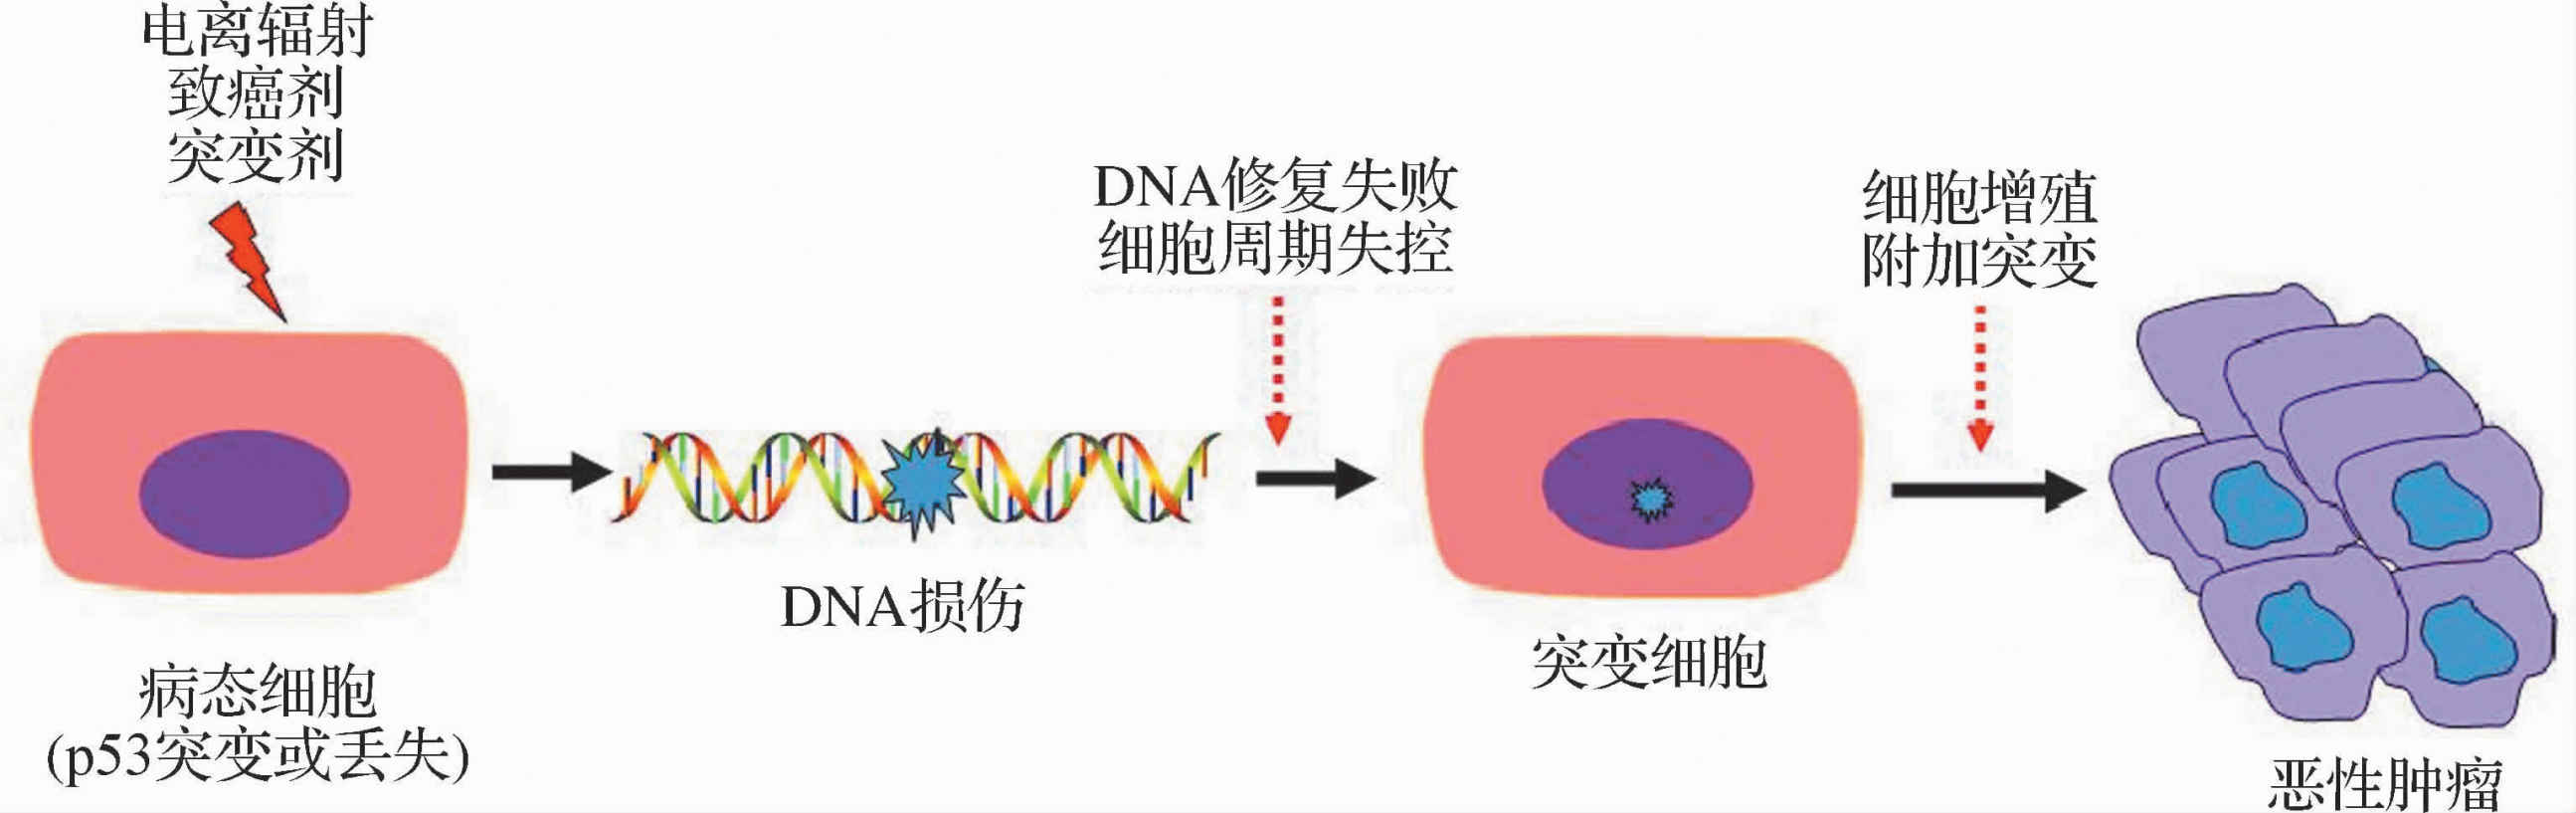 电离辐射
致癌剂
突变剂
DNA修复失败
细胞周期失控
细胞增殖
附加突变
DNA损伤
突变细胞
病态细胞
(p53突变或丢失)
恶性肿瘤